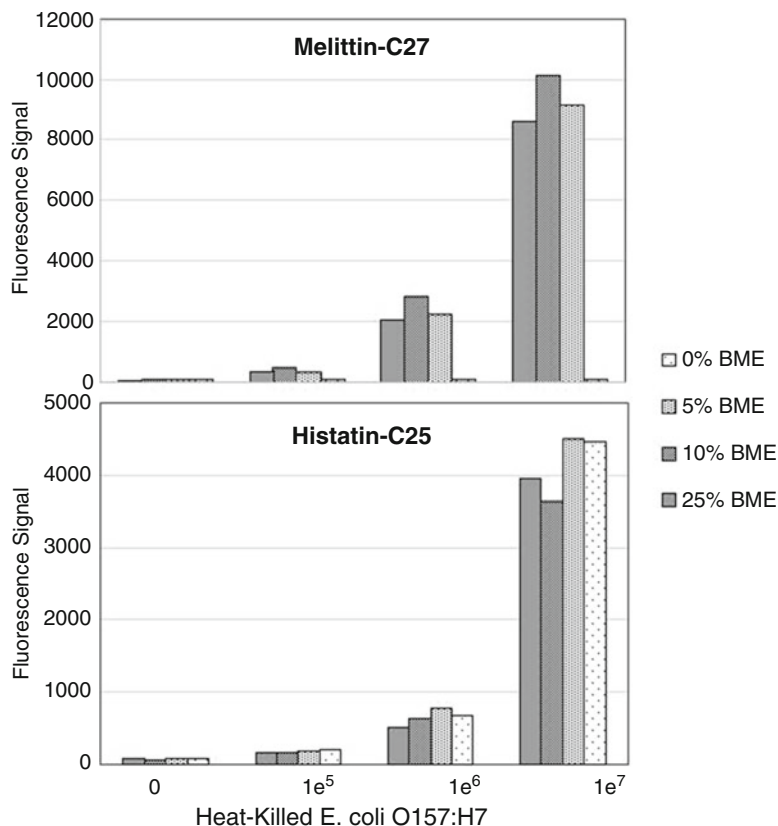 12000
10000
8000
6000
4000
2000
0
Fluorescence Signal
Melittin-C27
5000
4000
3000
2000
1000
0
Fluorescence Signal
Histatin-C25
0 1e⁵ 1e⁶ 1e⁷
Heat-Killed E. coli O157:H7
0% BME
5% BME
10% BME
25% BME